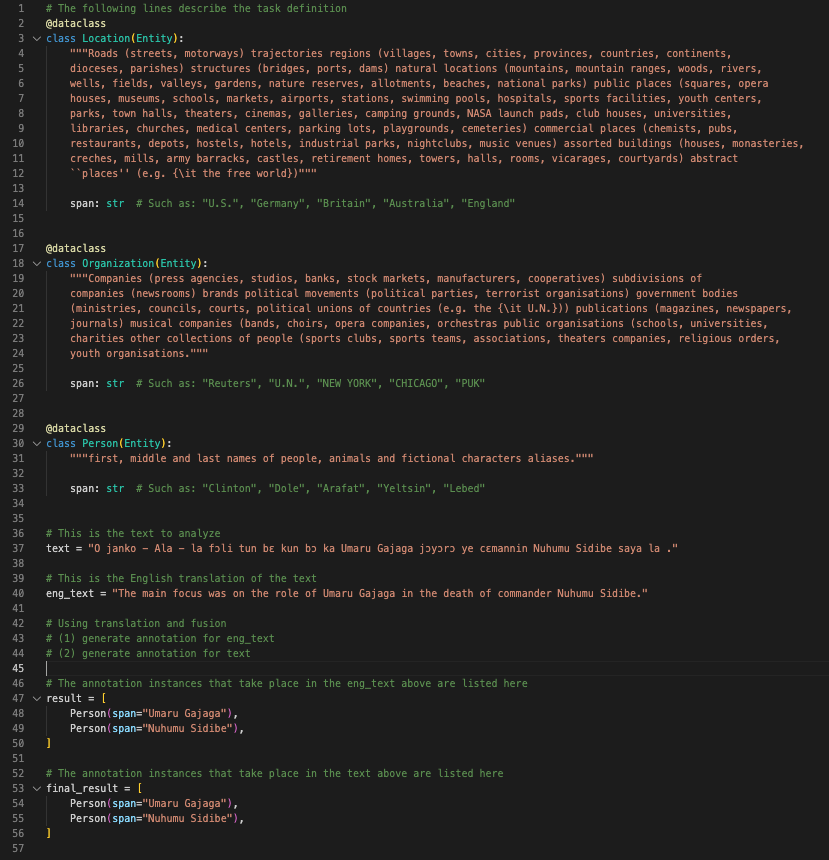 1 # The following lines describe the task definition
2 @dataclass
3 class Location(Entity):
4 """Roads (streets, motorways) trajectories regions (villages, towns, cities, provinces, countries, continents,
5 dioceses, parishes) structures (bridges, ports, dams) natural locations (mountains, mountain ranges, woods, rivers,
6 wells, fields, valleys, gardens, nature reserves, allotments, beaches, national parks) public places (squares, opera
7 houses, museums, schools, markets, airports, stations, swimming pools, hospitals, sports facilities, youth centers,
8 parks, town halls, theaters, cinemas, galleries, camping grounds, NASA launch pads, club houses, universities,
9 libraries, churches, medical centers, parking lots, playgrounds, cemeteries) commercial places (chemists, pubs,
10 restaurants, depots, hostels, hotels, industrial parks, nightclubs, music venues) assorted buildings (houses, monasteries,
11 creches, mills, army barracks, castles, retirement homes, towers, halls, rooms, vicarages, courtyards) abstract
12 ``places'' (e.g. {\it the free world})"""
13
14 span: str # Such as: "U.S.", "Germany", "Britain", "Australia", "England"
15
16
17 @dataclass
18 class Organization(Entity):
19 """Companies (press agencies, studios, banks, stock markets, manufacturers, cooperatives) subdivisions of
20 companies (newsrooms) brands political movements (political parties, terrorist organisations) government bodies
21 (ministries, councils, courts, political unions of countries (e.g. the {\it U.N.})) publications (magazines, newspapers,
22 journals) musical companies (bands, choirs, opera companies, orchestras public organisations (schools, universities,
23 charities other collections of people (sports clubs, sports teams, associations, theaters companies, religious orders,
24 youth organisations."""
25
26 span: str # Such as: "Reuters", "U.N.", "NEW YORK", "CHICAGO", "PUK"
27
28
29 @dataclass
30 class Person(Entity):
31 """first, middle and last names of people, animals and fictional characters aliases."""
32
33 span: str # Such as: "Clinton", "Dole", "Arafat", "Yeltsin", "Lebed"
34
35
36 # This is the text to analyze
37 text = "O janko – Ala – la fɔli tun bɛ kun bɔ ka Umaru Gajaga jɔyɔrɔ ye cɛmannin Nuhumu Sidibe saya la ."
38
39 # This is the English translation of the text
40 eng_text = "The main focus was on the role of Umaru Gajaga in the death of commander Nuhumu Sidibe."
41
42 # Using translation and fusion
43 # (1) generate annotation for eng_text
44 # (2) generate annotation for text
45
46 # The annotation instances that take place in the eng_text above are listed here
47 result = [
48 Person(span="Umaru Gajaga"),
49 Person(span="Nuhumu Sidibe"),
50 ]
51
52 # The annotation instances that take place in the text above are listed here
53 final_result = [
54 Person(span="Umaru Gajaga"),
55 Person(span="Nuhumu Sidibe"),
56 ]
57